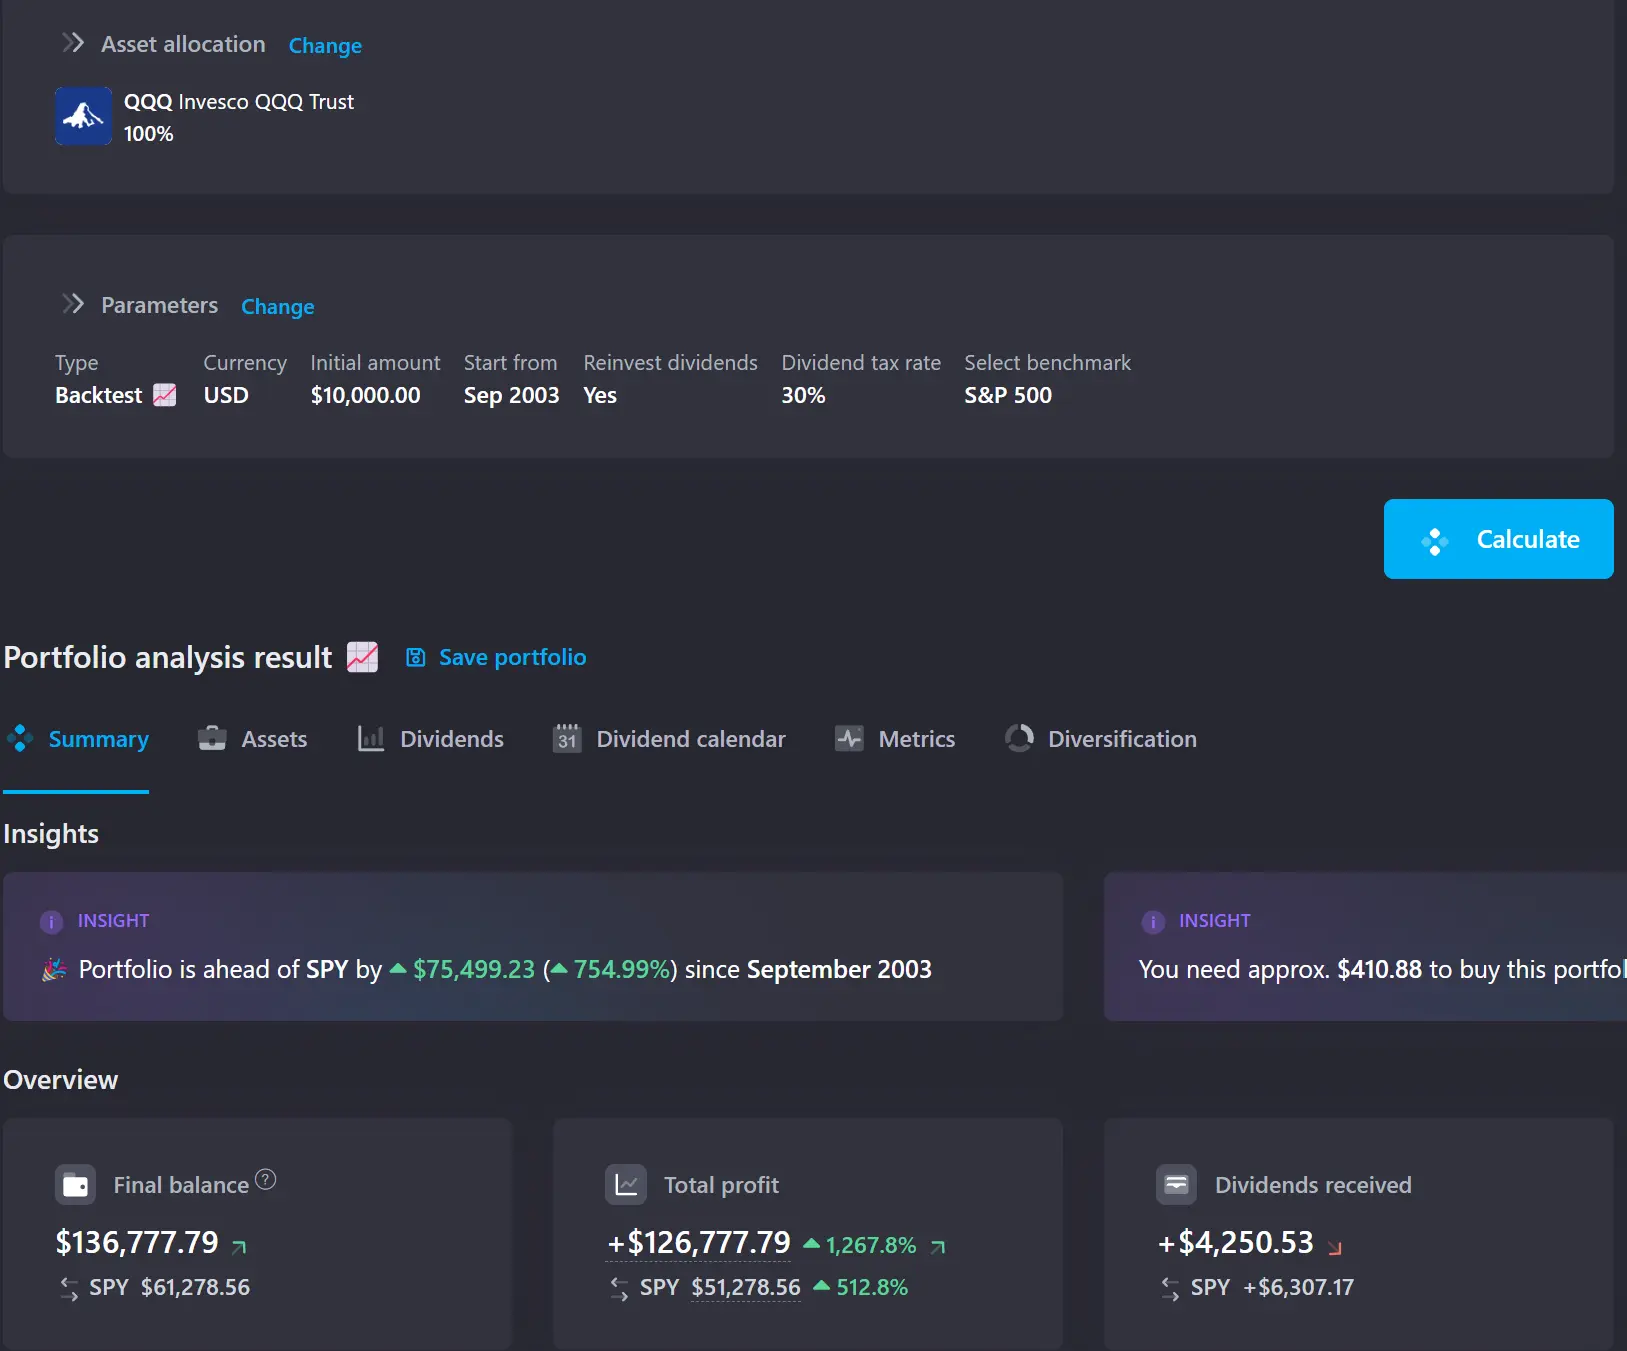 Asset allocation Change
QQQ Invesco QQQ Trust
100%
Parameters Change
Type Currency Initial amount Start from Reinvest dividends Dividend tax rate Select benchmark
Backtest USD $10,000.00 Sep 2003 Yes 30% S&P 500
Calculate
Portfolio analysis result Save portfolio
Summary Assets Dividends 31 Dividend calendar Metrics Diversification
Insights
i INSIGHT
Portfolio is ahead of SPY by ▲ $75,499.23 (▲ 754.99%) since September 2003
i INSIGHT
You need approx. $410.88 to buy this portfol
Overview
Final balance ?
$136,777.79
SPY $61,278.56
Total profit
+$126,777.79 ▲ 1,267.8%
SPY $51,278.56 ▲ 512.8%
Dividends received
+$4,250.53
SPY +$6,307.17